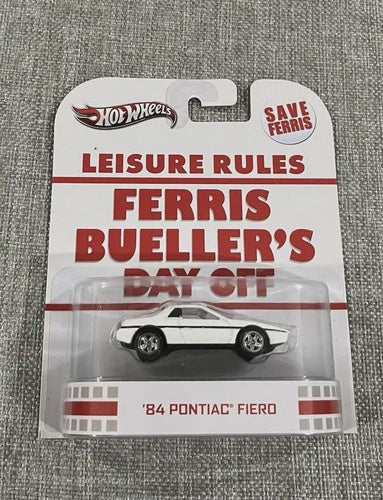 Hot Wheels
SAVE
FERRIS
LEISURE RULES
FERRIS
BUELLER'S
DAY OFF
'84 PONTIAC® FIERO